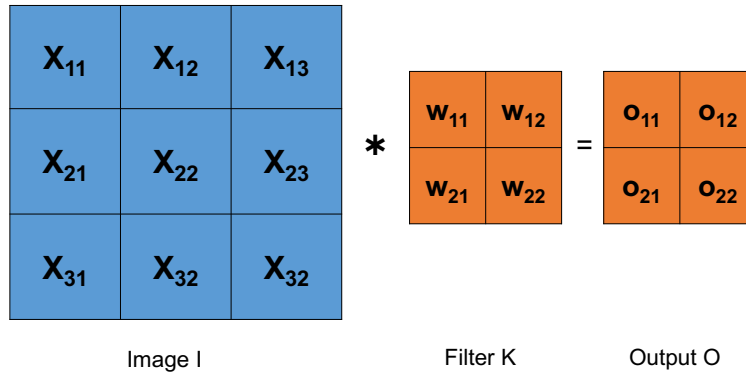 X₁₁ X₁₂ X₁₃
X₂₁ X₂₂ X₂₃
X₃₁ X₃₂ X₃₂
*
w₁₁ w₁₂
w₂₁ w₂₂
=
o₁₁ o₁₂
o₂₁ o₂₂
Image I
Filter K
Output O